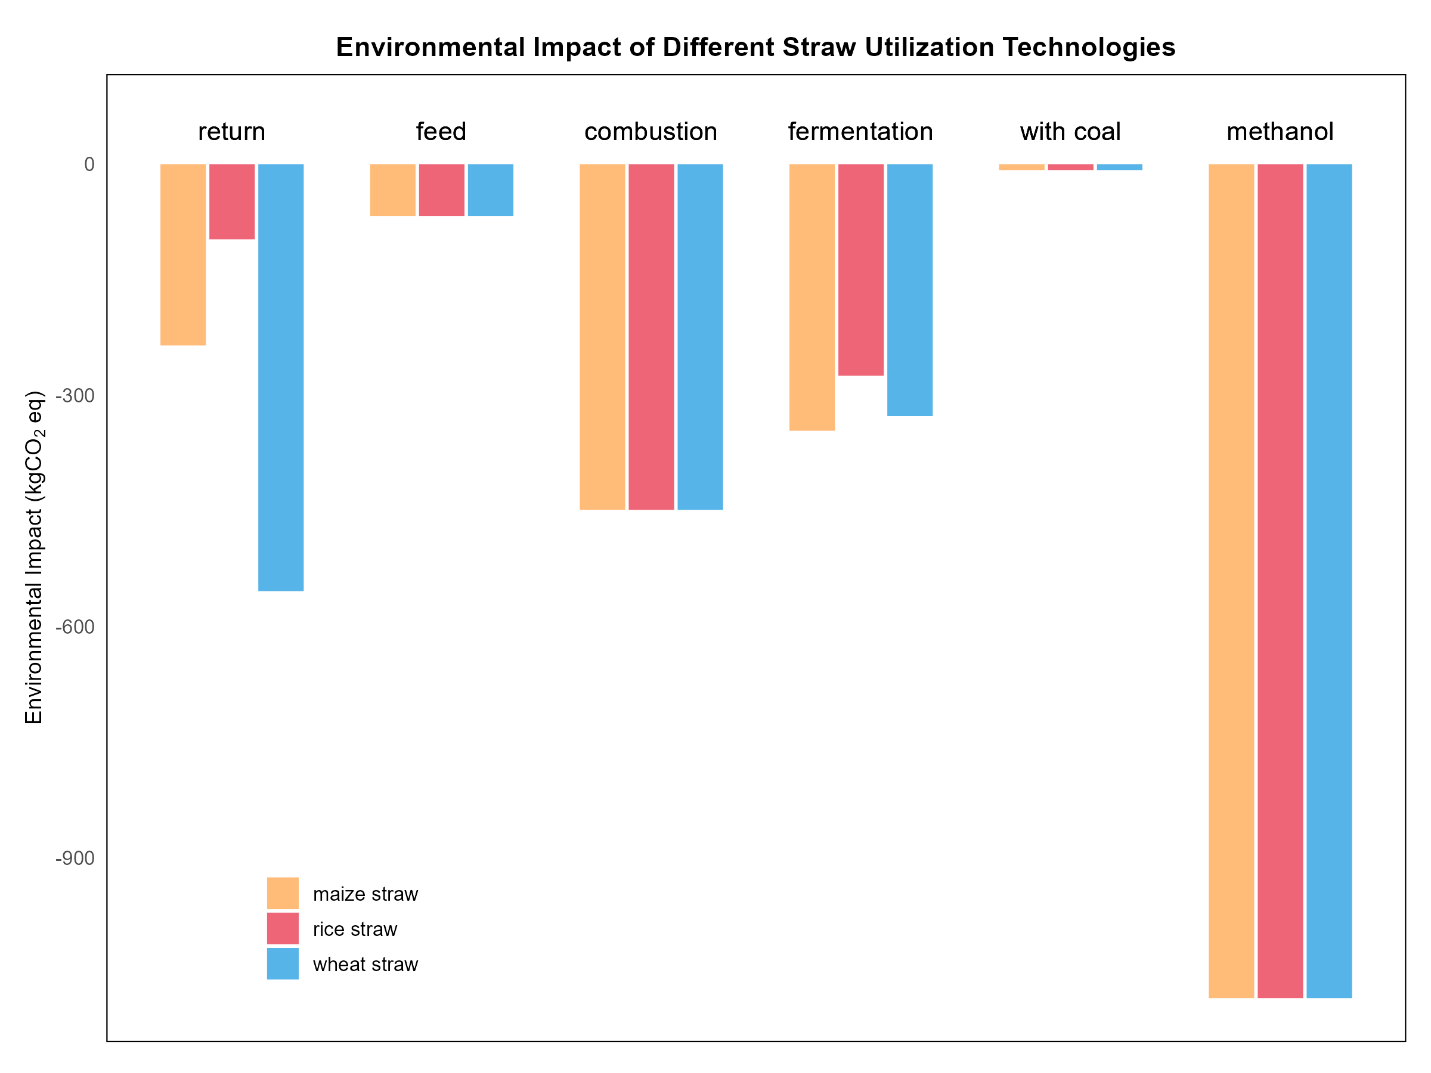 Environmental Impact of Different Straw Utilization Technologies
return feed combustion fermentation with coal methanol
0
-300
-600
-900
Environmental Impact (kgCO₂ eq)
maize straw
rice straw
wheat straw